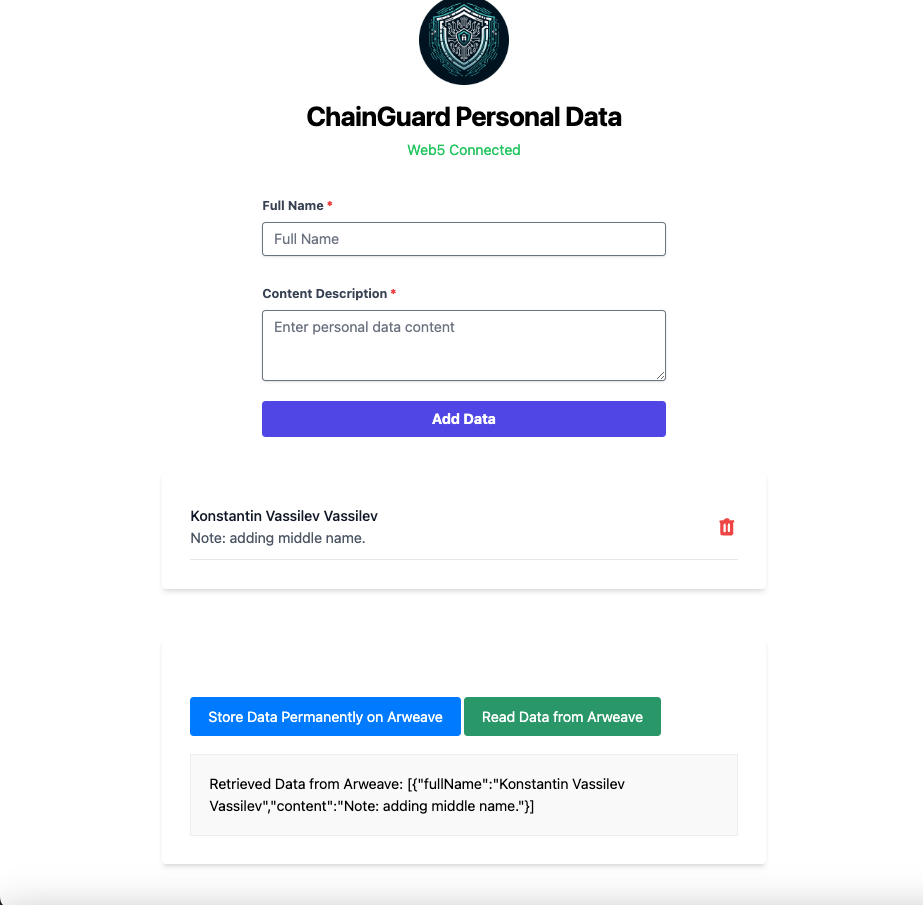 ChainGuard Personal Data
Web5 Connected
Full Name *
Full Name
Content Description *
Enter personal data content
Add Data
Konstantin Vassilev Vassilev
Note: adding middle name.
Store Data Permanently on Arweave
Read Data from Arweave
Retrieved Data from Arweave: [{"fullName":"Konstantin Vassilev
Vassilev","content":"Note: adding middle name."}]